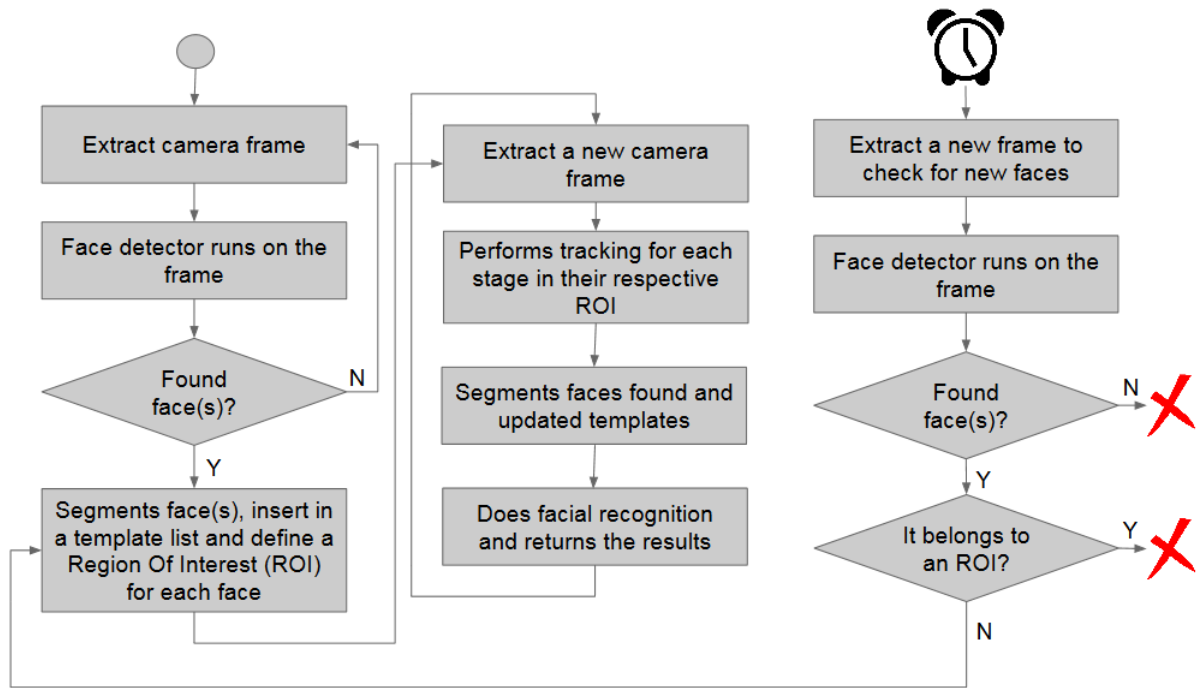 Extract camera frame
Face detector runs on the
frame
Found
face(s)?
N
Y
Segments face(s), insert in
a template list and define a
Region Of Interest (ROI)
for each face
Extract a new camera
frame
Performs tracking for each
stage in their respective
ROI
Segments faces found and
updated templates
Does facial recognition
and returns the results
Extract a new frame to
check for new faces
Face detector runs on the
frame
Found
face(s)?
N
Y
It belongs to
an ROI?
Y
N